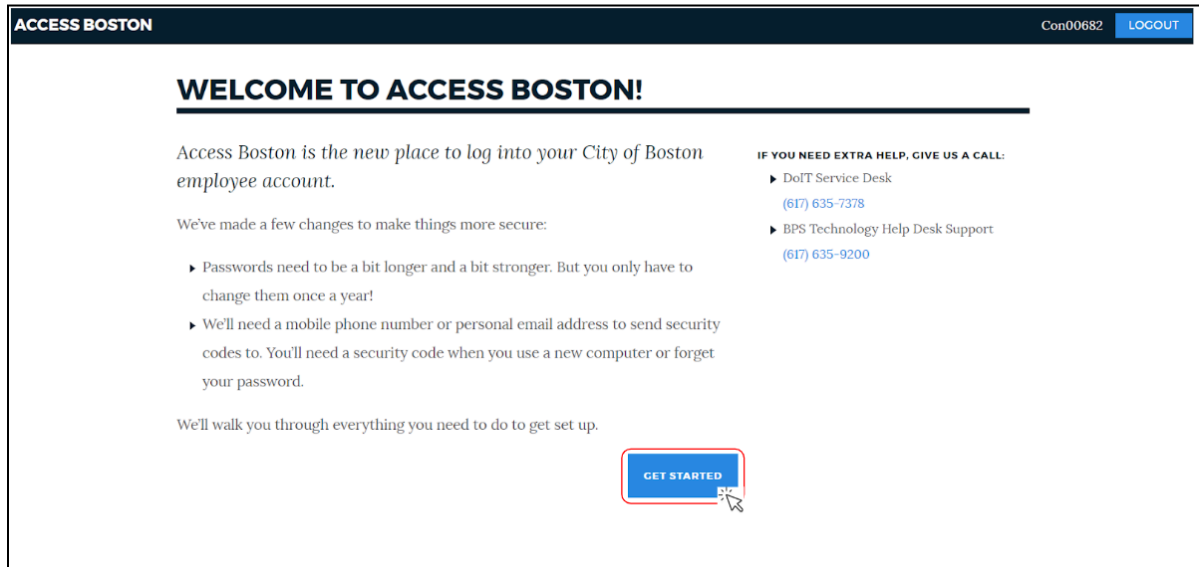 ACCESS BOSTON
Con00682
LOGOUT
WELCOME TO ACCESS BOSTON!
Access Boston is the new place to log into your City of Boston
employee account.
We've made a few changes to make things more secure:
Passwords need to be a bit longer and a bit stronger. But you only have to
change them once a year!
We'll need a mobile phone number or personal email address to send security
codes to. You'll need a security code when you use a new computer or forget
your password.
We'll walk you through everything you need to do to get set up.
GET STARTED
IF YOU NEED EXTRA HELP, GIVE US A CALL:
DoIT Service Desk
(617) 635-7378
BPS Technology Help Desk Support
(617) 635-9200